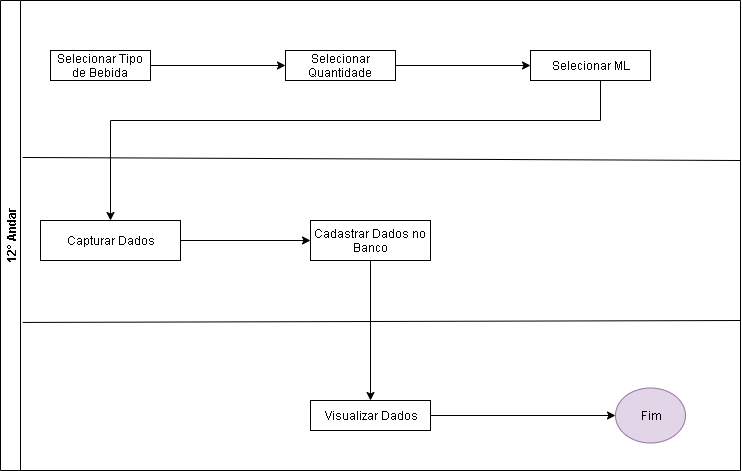 12° Andar
Selecionar Tipo
de Bebida
Selecionar
Quantidade
Selecionar ML
Capturar Dados
Cadastrar Dados no
Banco
Visualizar Dados
Fim